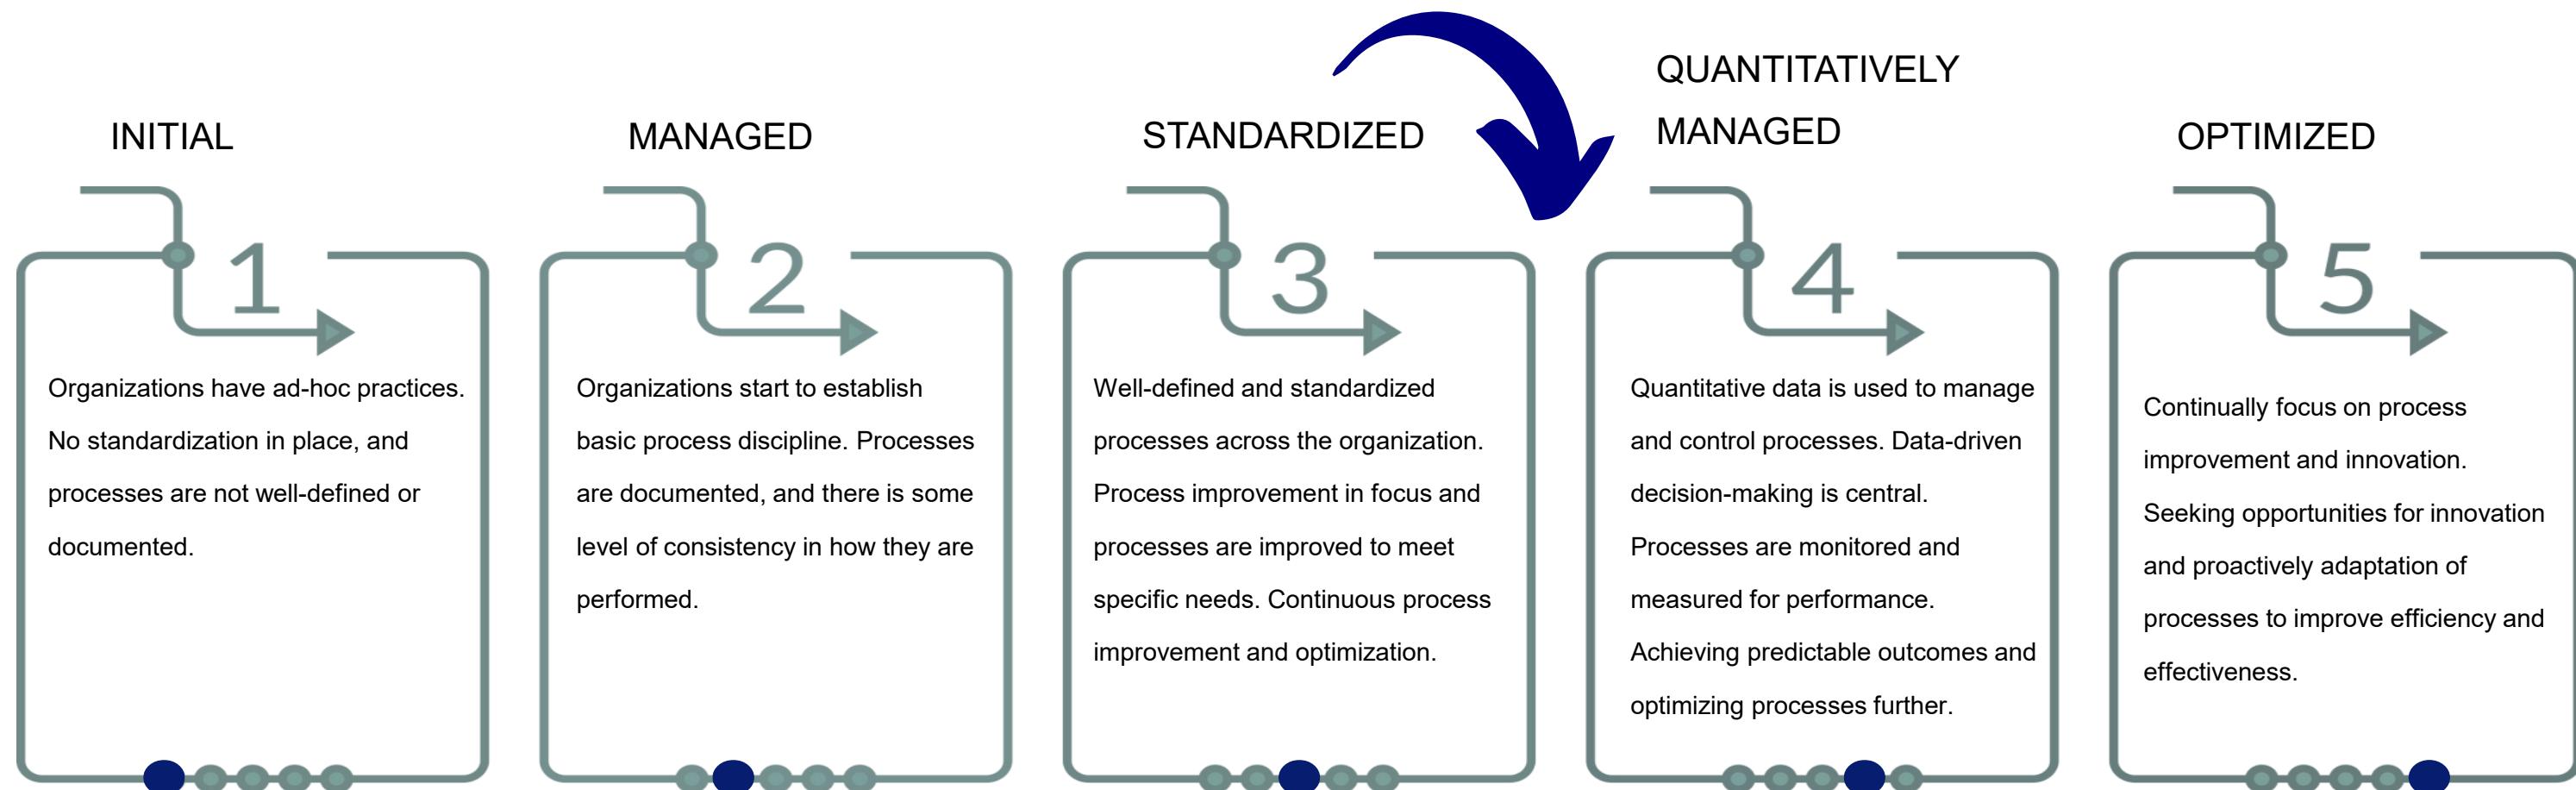 INITIAL
1
Organizations have ad-hoc practices.
No standardization in place, and
processes are not well-defined or
documented.
MANAGED
2
Organizations start to establish
basic process discipline. Processes
are documented, and there is some
level of consistency in how they are
performed.
STANDARDIZED
3
Well-defined and standardized
processes across the organization.
Process improvement in focus and
processes are improved to meet
specific needs. Continuous process
improvement and optimization.
QUANTITATIVELY
MANAGED
4
Quantitative data is used to manage
and control processes. Data-driven
decision-making is central.
Processes are monitored and
measured for performance.
Achieving predictable outcomes and
optimizing processes further.
OPTIMIZED
5
Continually focus on process
improvement and innovation.
Seeking opportunities for innovation
and proactively adaptation of
processes to improve efficiency and
effectiveness.